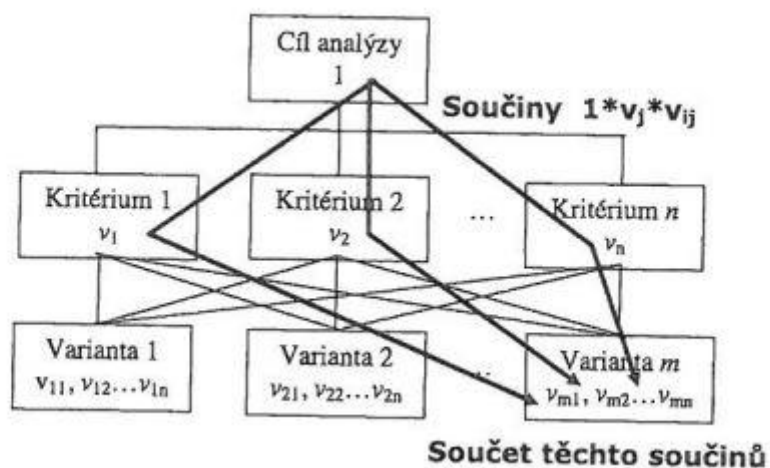 Cíl analýzy
1
Součiny 1*vj*vij
Kritérium 1
v1
Kritérium 2
v2
...
Kritérium n
vn
Varianta 1
v11, v12...v1n
Varianta 2
v21, v22...v2n
...
Varianta m
vm1, vm2...vmn
Součet těchto součinů